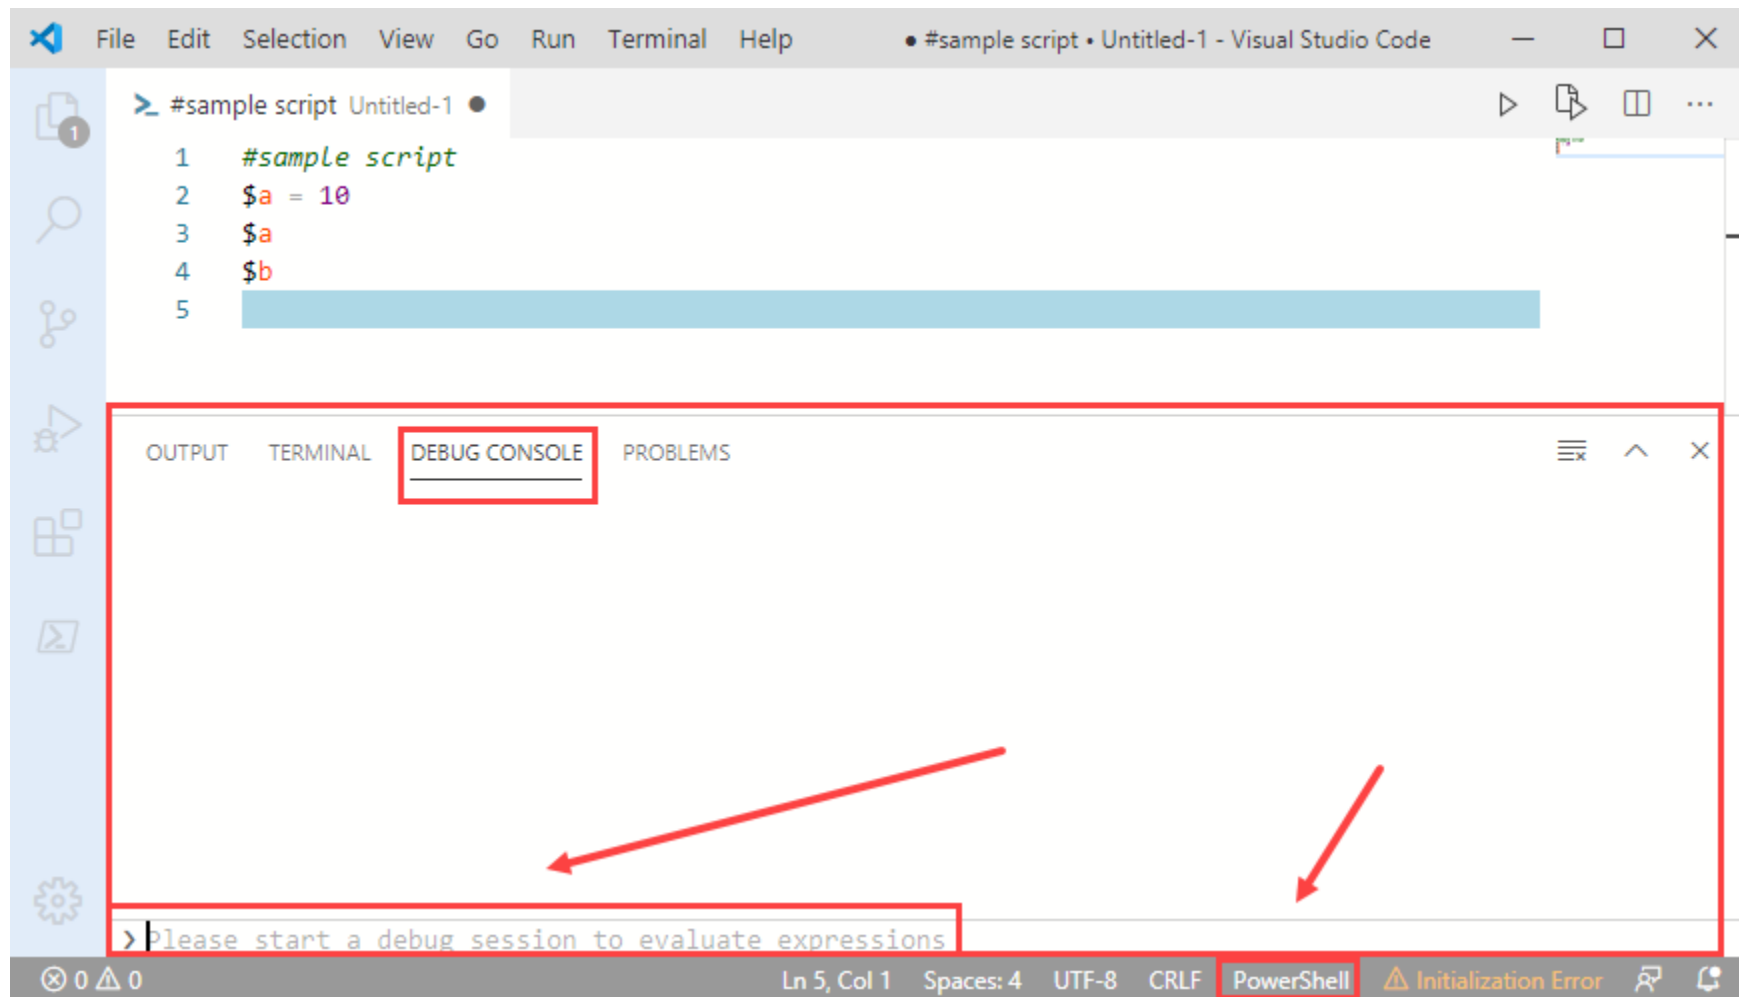 File Edit Selection View Go Run Terminal Help ● #sample script • Untitled-1 - Visual Studio Code
#sample script Untitled-1 ●
1
1 #sample script
2 $a = 10
3 $a
4 $b
5
OUTPUT TERMINAL DEBUG CONSOLE PROBLEMS
Please start a debug session to evaluate expressions
0 0 Ln 5, Col 1 Spaces: 4 UTF-8 CRLF PowerShell Initialization Error